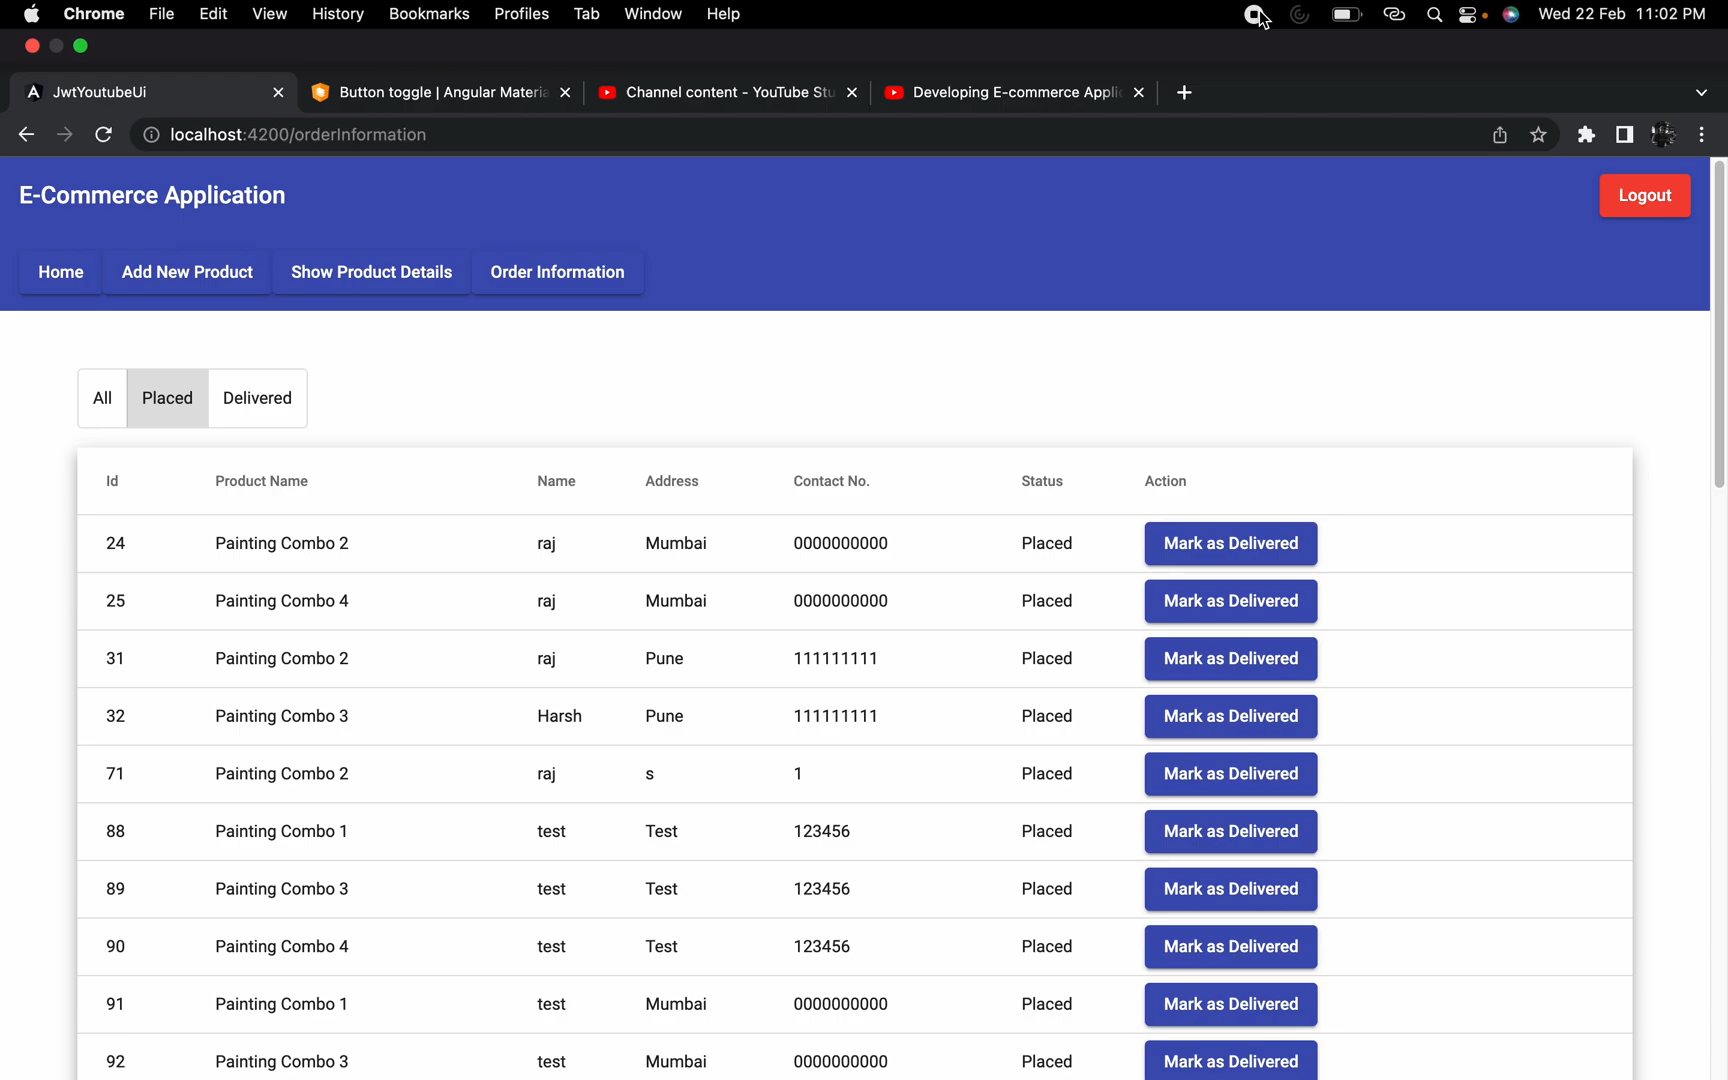 Chrome File Edit View History Bookmarks Profiles Tab Window Help Wed 22 Feb 11:02 PM
JwtYoutubeUi Button toggle | Angular Materia Channel content - YouTube Stu Developing E-commerce Applic
localhost:4200/orderInformation
E-Commerce Application Logout
Home Add New Product Show Product Details Order Information
All Placed Delivered
Id Product Name Name Address Contact No. Status Action
24 Painting Combo 2 raj Mumbai 0000000000 Placed Mark as Delivered
25 Painting Combo 4 raj Mumbai 0000000000 Placed Mark as Delivered
31 Painting Combo 2 raj Pune 111111111 Placed Mark as Delivered
32 Painting Combo 3 Harsh Pune 111111111 Placed Mark as Delivered
71 Painting Combo 2 raj s 1 Placed Mark as Delivered
88 Painting Combo 1 test Test 123456 Placed Mark as Delivered
89 Painting Combo 3 test Test 123456 Placed Mark as Delivered
90 Painting Combo 4 test Test 123456 Placed Mark as Delivered
91 Painting Combo 1 test Mumbai 0000000000 Placed Mark as Delivered
92 Painting Combo 3 test Mumbai 0000000000 Placed Mark as Delivered